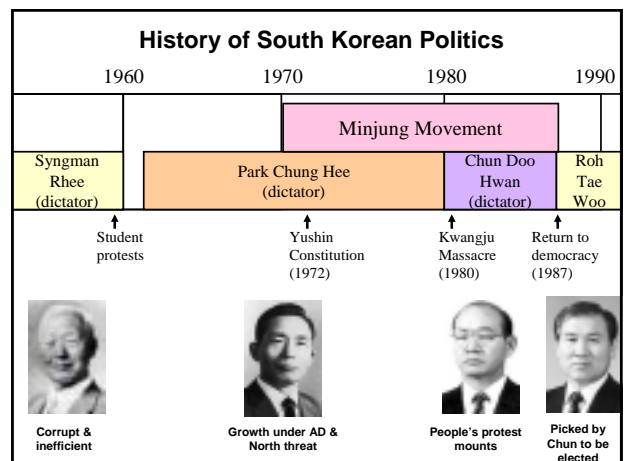 History of South Korean Politics
1960 1970 1980 1990
Minjung Movement
Syngman
Rhee
(dictator)
Park Chung Hee
(dictator)
Chun Doo
Hwan
(dictator)
Roh
Tae
Woo
Student
protests
Yushin
Constitution
(1972)
Kwangju
Massacre
(1980)
Return to
democracy
(1987)
Corrupt &
inefficient
Growth under AD &
North threat
People's protest
mounts
Picked by
Chun to be
elected